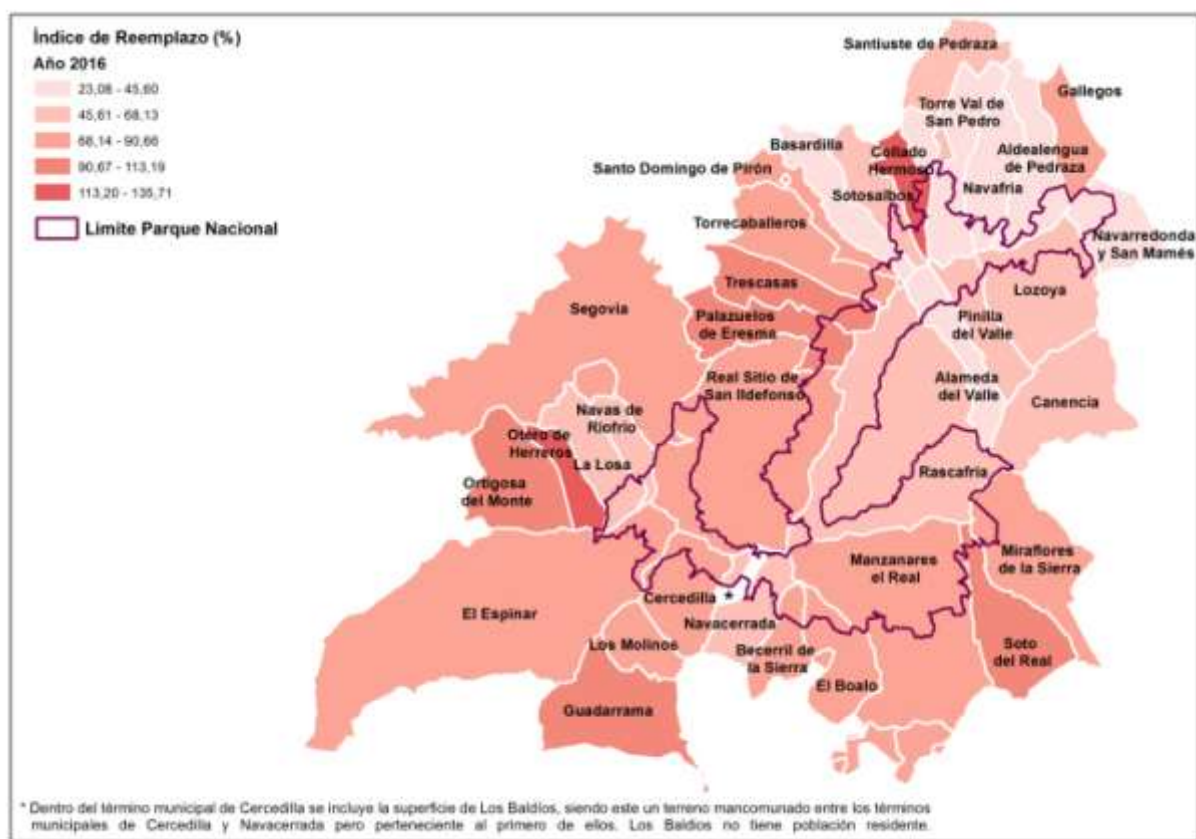 Índice de Reemplazo (%)
Año 2016
23,08 - 45,60
45,61 - 68,13
68,14 - 90,66
90,67 - 113,19
113,20 - 135,71
Limite Parque Nacional
Santiuste de Pedraza
Gallegos
Torre Val de
San Pedro
Basardilla
Collado
Hermoso
Aldealengua
de Pedraza
Santo Domingo de Pirón
Sotosalbos
Navafria
Torrecaballeros
Navarredonda
y San Mamés
Trescasas
Lozoya
Segovia
Palazuelos
de Eresma
Pinilla
del Valle
Real Sitio de
San Ildefonso
Alameda
del Valle
Canencia
Navas de
Riofrio
Otero de
Herreros
La Losa
Rascafría
Ortigosa
del Monte
Manzanares
el Real
Miraflores
de la Sierra
El Espinar
Cercedilla *
Navacerrada
Los Molinos
Becerril de
la Sierra
Soto
del Real
El Boalo
Guadarrama
* Dentro del término municipal de Cercedilla se incluye la superficie de Los Baldíos, siendo este un terreno mancomunado entre los términos
municipales de Cercedilla y Navacerrada pero perteneciente al primero de ellos. Los Baldíos no tiene población residente.